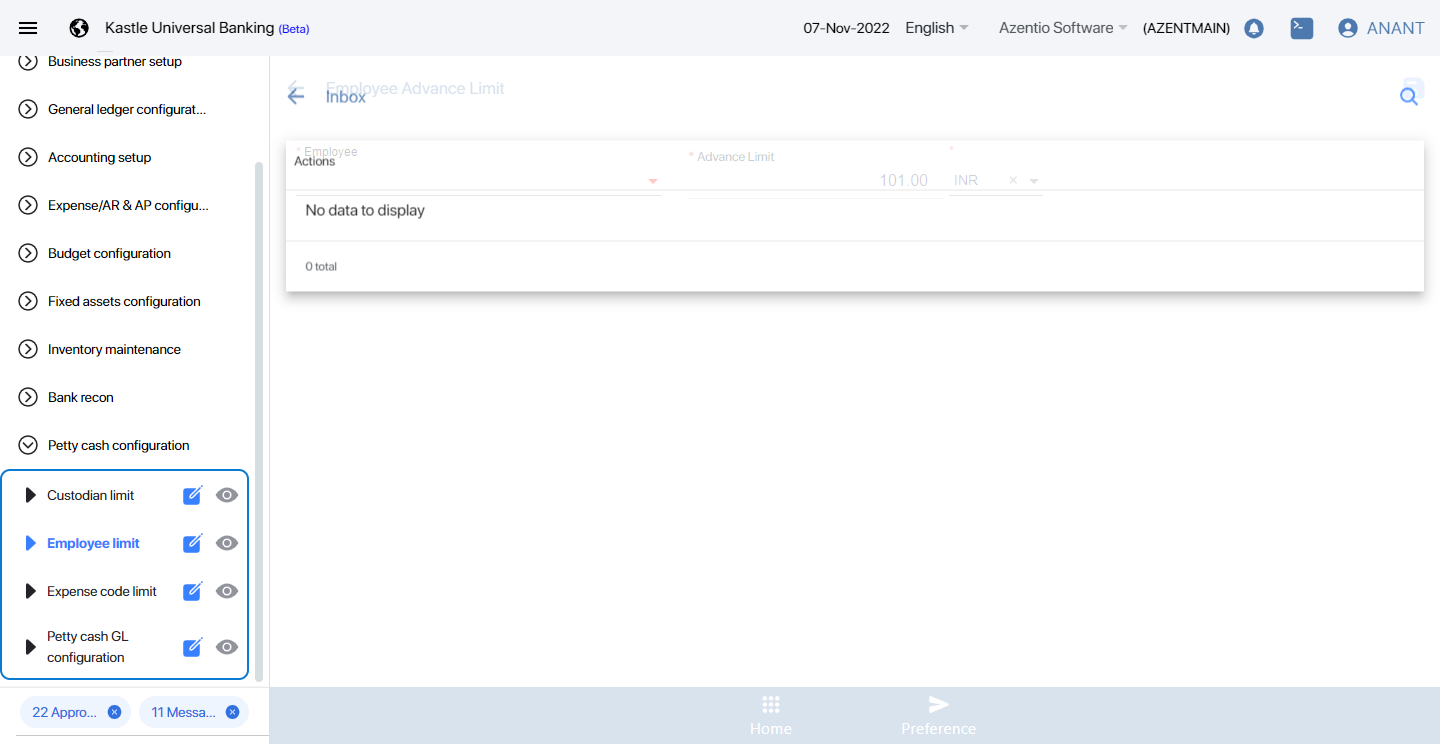 Kastle Universal Banking (Beta)
07-Nov-2022
English
Azentio Software
(AZENTMAIN)
ANANT
Business partner setup
General ledger configurat...
Accounting setup
Expense/AR & AP configu...
Budget configuration
Fixed assets configuration
Inventory maintenance
Bank recon
Petty cash configuration
Custodian limit
Employee limit
Expense code limit
Petty cash GL
configuration
22 Appro...
11 Messa...
Employee Advance Limit
Inbox
* Employee
Actions
* Advance Limit
*
101.00
INR
No data to display
0 total
Home
Preference